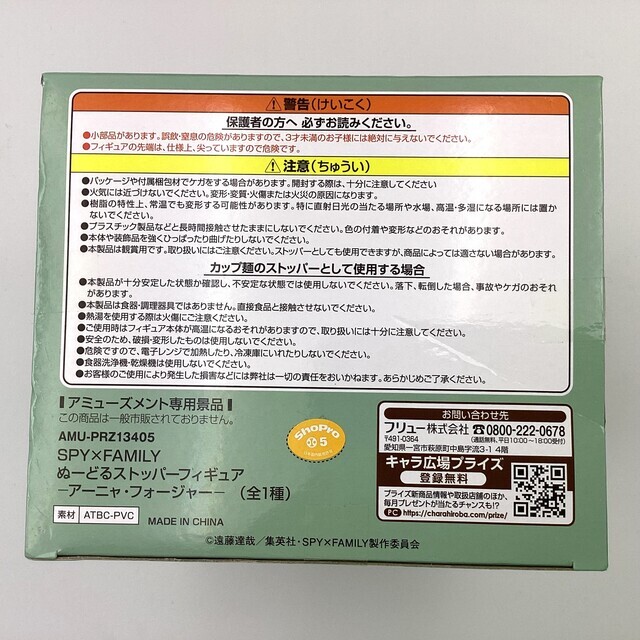 ⚠警告(けいこく)
保護者の方へ 必ずお読みください。
●小部品があります。誤飲・窒息の危険がありますので、3才未満のお子様には絶対に与えないでください。
●フィギュアの先端は、仕様上、尖っていますので危険です。
⚠注意(ちゅうい)
●パッケージや付属梱包材でケガをする場合があります。開封する際は、十分に注意してください
●火気には近づけないでください。変形・変質・火傷または火災の原因になります。
●樹脂の特性上、常温でも変形する可能性があります。特に直射日光の当たる場所や水場、高温・多湿になる場所には置か
ないでください。
●プラスチック製品などと長時間接触させたままにしないでください。色の付着や変形などのおそれがあります。
●本体や装飾品を強くひっぱったり曲げたりしないでください。
●本製品は観賞用です。取り扱いにはご注意ください。ストッパーとしても使用できますが、商品によっては適さない場合があります。
カップ麺のストッパーとして使用する場合
●本製品が十分安定した状態か確認し、不安定な状態では使用しないでください。落下、転倒した場合、事故やケガのおそれ
があります。
●本製品は食器・調理器具ではありません。直接食品と接触させないでください。
●熱湯を使用する際は火傷にご注意ください。
●ご使用時はフィギュア本体が高温になるおそれがありますので、取り扱いには十分に注意してください。
●安全のため、破損・変形したものは使用しないでください。
●危険ですので、電子レンジで加熱したり、冷凍庫にいれたりしないでください。
●食器洗浄機・乾燥機は使用しないでください。
●お客様のご使用により発生した損害などには弊社は一切の責任をおいかねます。あらかじめご了承ください。
アミューズメント専用景品
この商品は一般市販されておりません。
AMU-PRZ13405
SPY×FAMILY
ぬーどるストッパーフィギュア
−アーニャ・フォージャー− (全1種)
素材 ATBC-PVC
MADE IN CHINA
ShoPro
5
お問い合わせ先
フリュー株式会社 0800-222-0678
〒491-0364 (通話無料、平日10:00〜18:00受付)
愛知県一宮市萩原町中島字流3-1 4階
キャラ広場プライズ
登録無料
プライズ新商品情報や取扱店舗のほか、
毎月プレゼントが当たるチャンスも!?
PC https://charahiroba.com/prize/
©遠藤達哉/集英社・SPY×FAMILY製作委員会